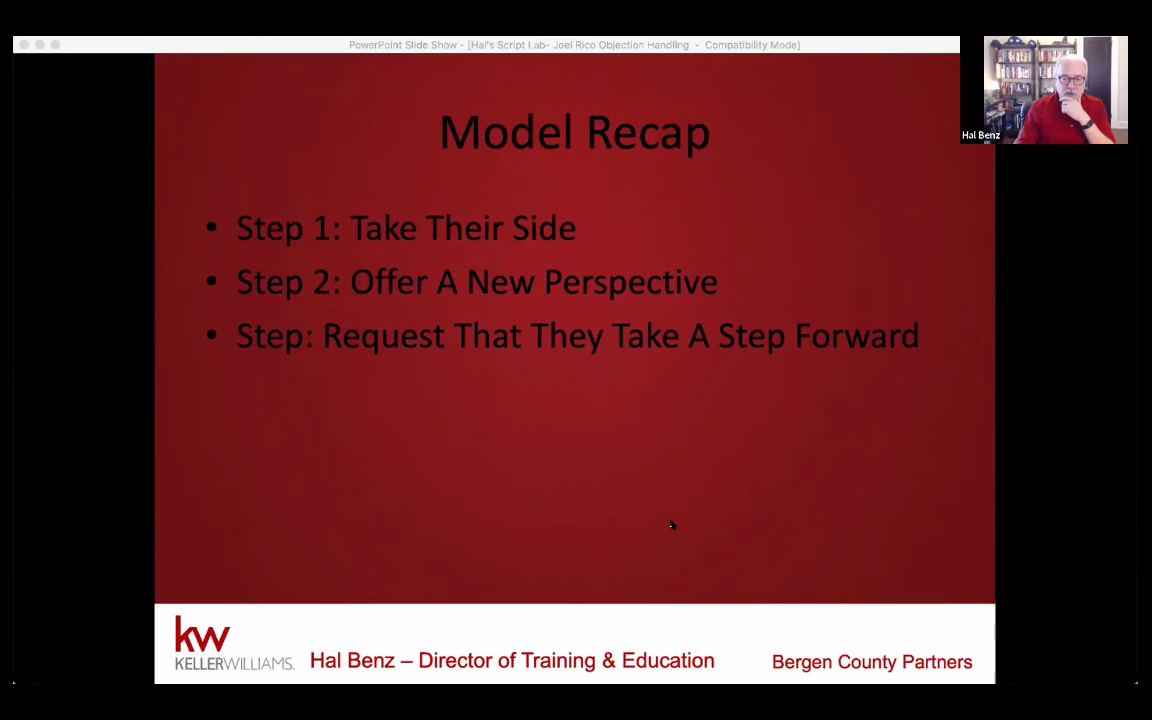 PowerPoint Slide Show - [Hal's Script Lab- Joel Rico Objection Handling - Compatibility Mode]
Hal Benz
Model Recap
• Step 1: Take Their Side
• Step 2: Offer A New Perspective
• Step: Request That They Take A Step Forward
kw
KELLERWILLIAMS.
Hal Benz – Director of Training & Education
Bergen County Partners